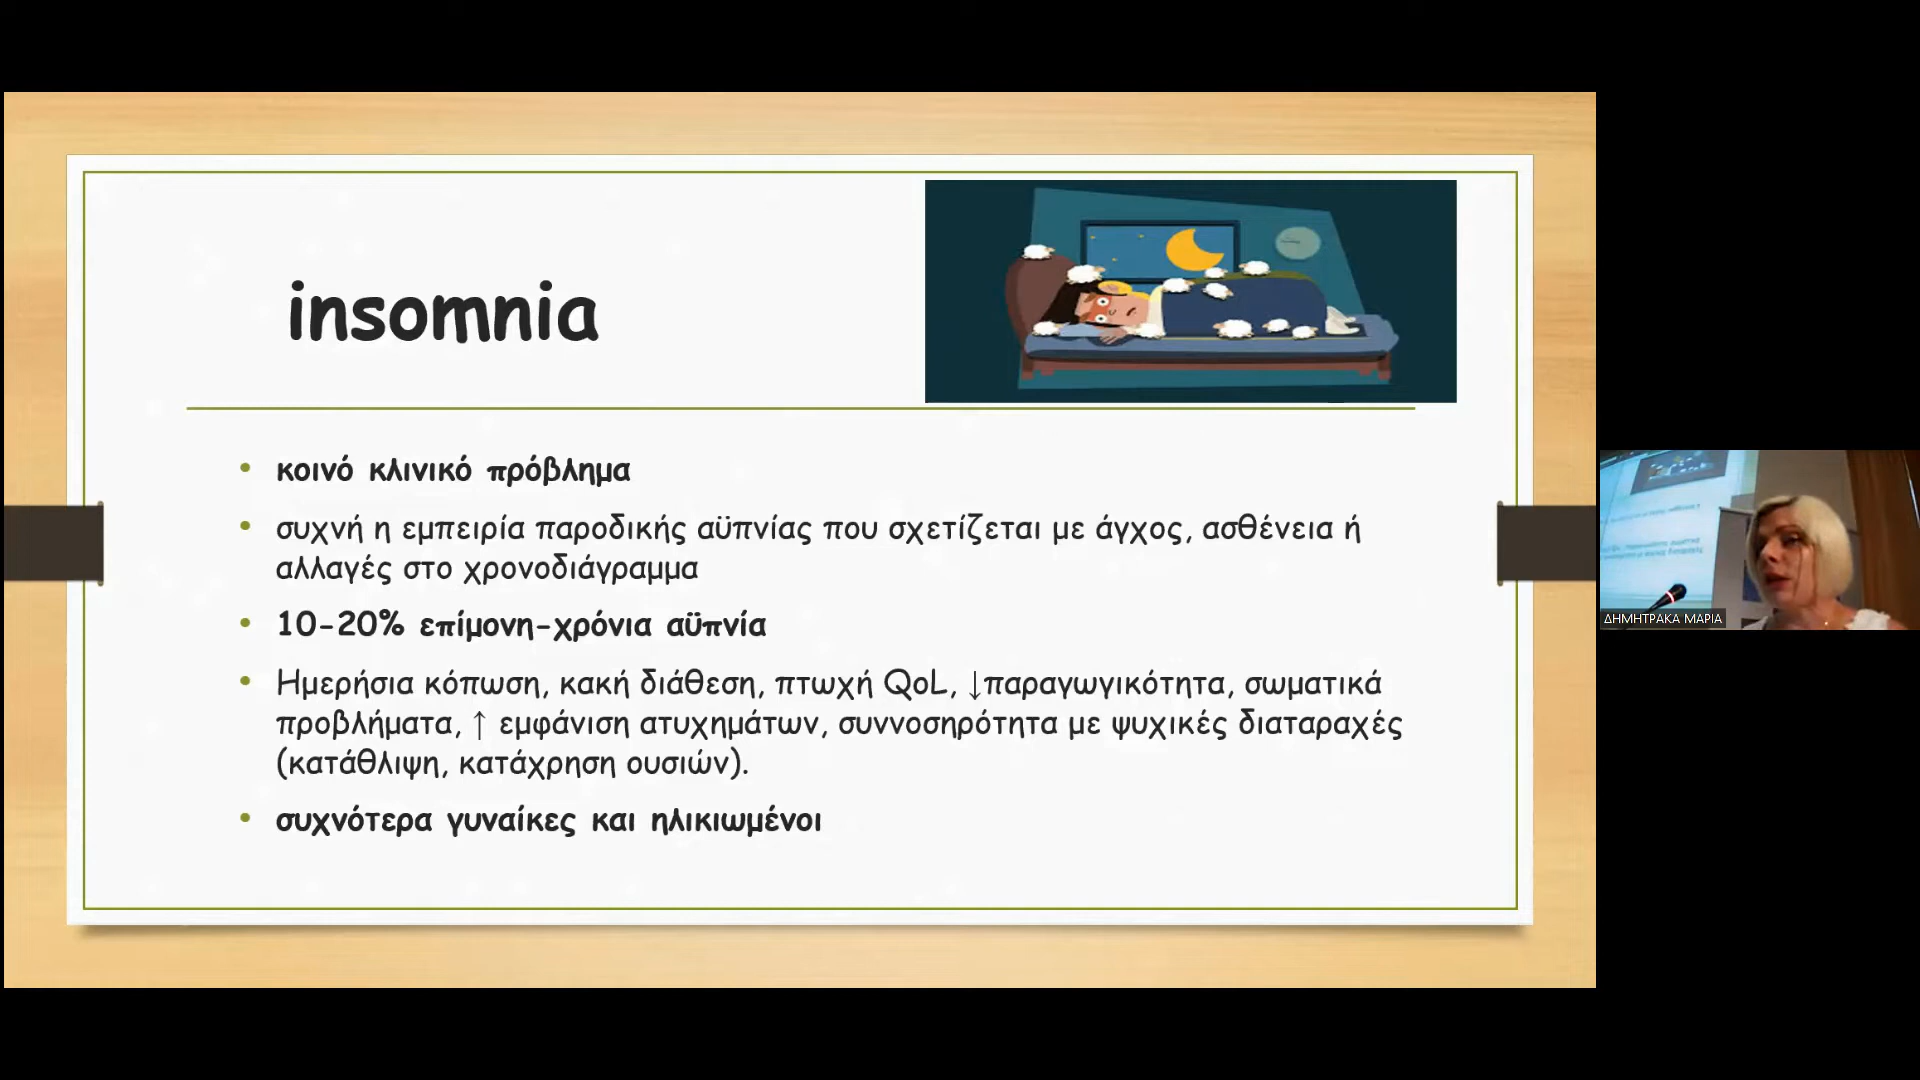 insomnia
• κοινό κλινικό πρόβλημα
• συχνή η εμπειρία παροδικής αϋπνίας που σχετίζεται με άγχος, ασθένεια ή
αλλαγές στο χρονοδιάγραμμα
• 10-20% επίμονη-χρόνια αϋπνία
• Ημερήσια κόπωση, κακή διάθεση, πτωχή QoL, ↓παραγωγικότητα, σωματικά
προβλήματα, ↑ εμφάνιση ατυχημάτων, συννοσηρότητα με ψυχικές διαταραχές
(κατάθλιψη, κατάχρηση ουσιών).
• συχνότερα γυναίκες και ηλικιωμένοι
ΔΗΜΗΤΡΑΚΑ ΜΑΡΙΑ